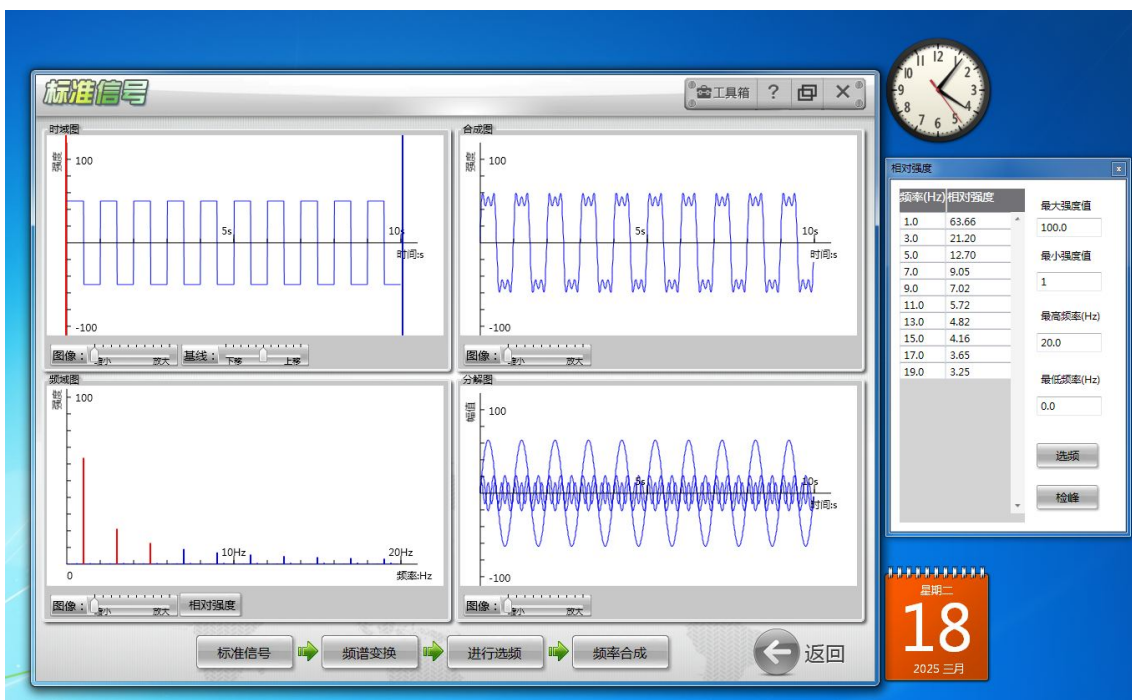 标准信号
工具箱 ?
时域图
幅值
100
5s
10s
时间:s
-100
图像: 缩小 放大 基线: 下移 上移
合成图
幅值
100
5s
10s
时间:s
-100
图像: 缩小 放大
频域图
幅值
100
10Hz
20Hz
0
频率:Hz
图像: 缩小 放大 相对强度
分解图
幅值
100
5s
10s
时间:s
-100
图像: 缩小 放大
标准信号 频谱变换 进行选频 频率合成 返回
11 12 1
10 2
9 3
8 4
7 6 5
相对强度 x
频率(Hz) 相对强度
1.0 63.66
3.0 21.20
5.0 12.70
7.0 9.05
9.0 7.02
11.0 5.72
13.0 4.82
15.0 4.16
17.0 3.65
19.0 3.25
最大强度值
100.0
最小强度值
1
最高频率(Hz)
20.0
最低频率(Hz)
0.0
选频
检峰
星期二
18
2025 三月